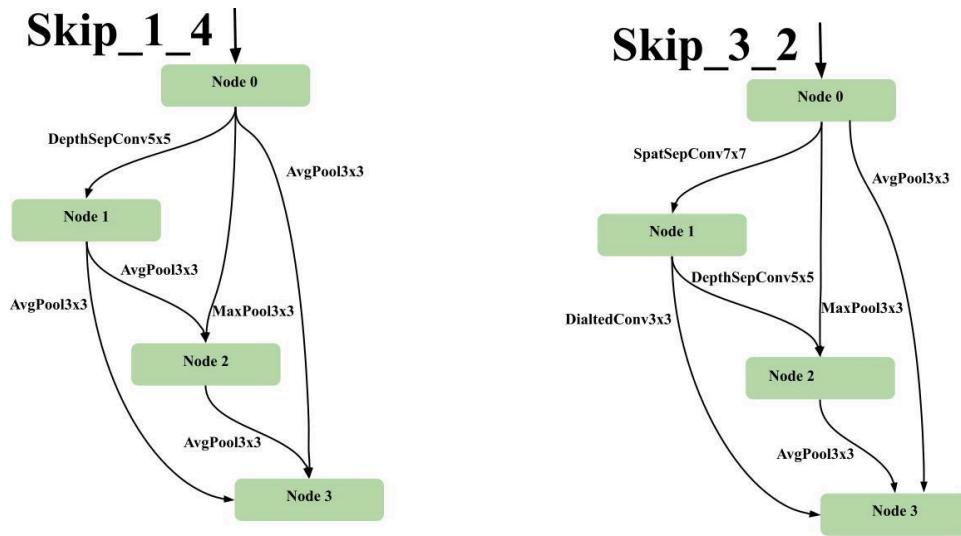 Skip_1_4
Node 0
DepthSepConv5x5
AvgPool3x3
Node 1
AvgPool3x3
AvgPool3x3
MaxPool3x3
Node 2
AvgPool3x3
Node 3
Skip_3_2
Node 0
SpatSepConv7x7
AvgPool3x3
Node 1
DepthSepConv5x5
DialtedConv3x3
MaxPool3x3
Node 2
AvgPool3x3
Node 3